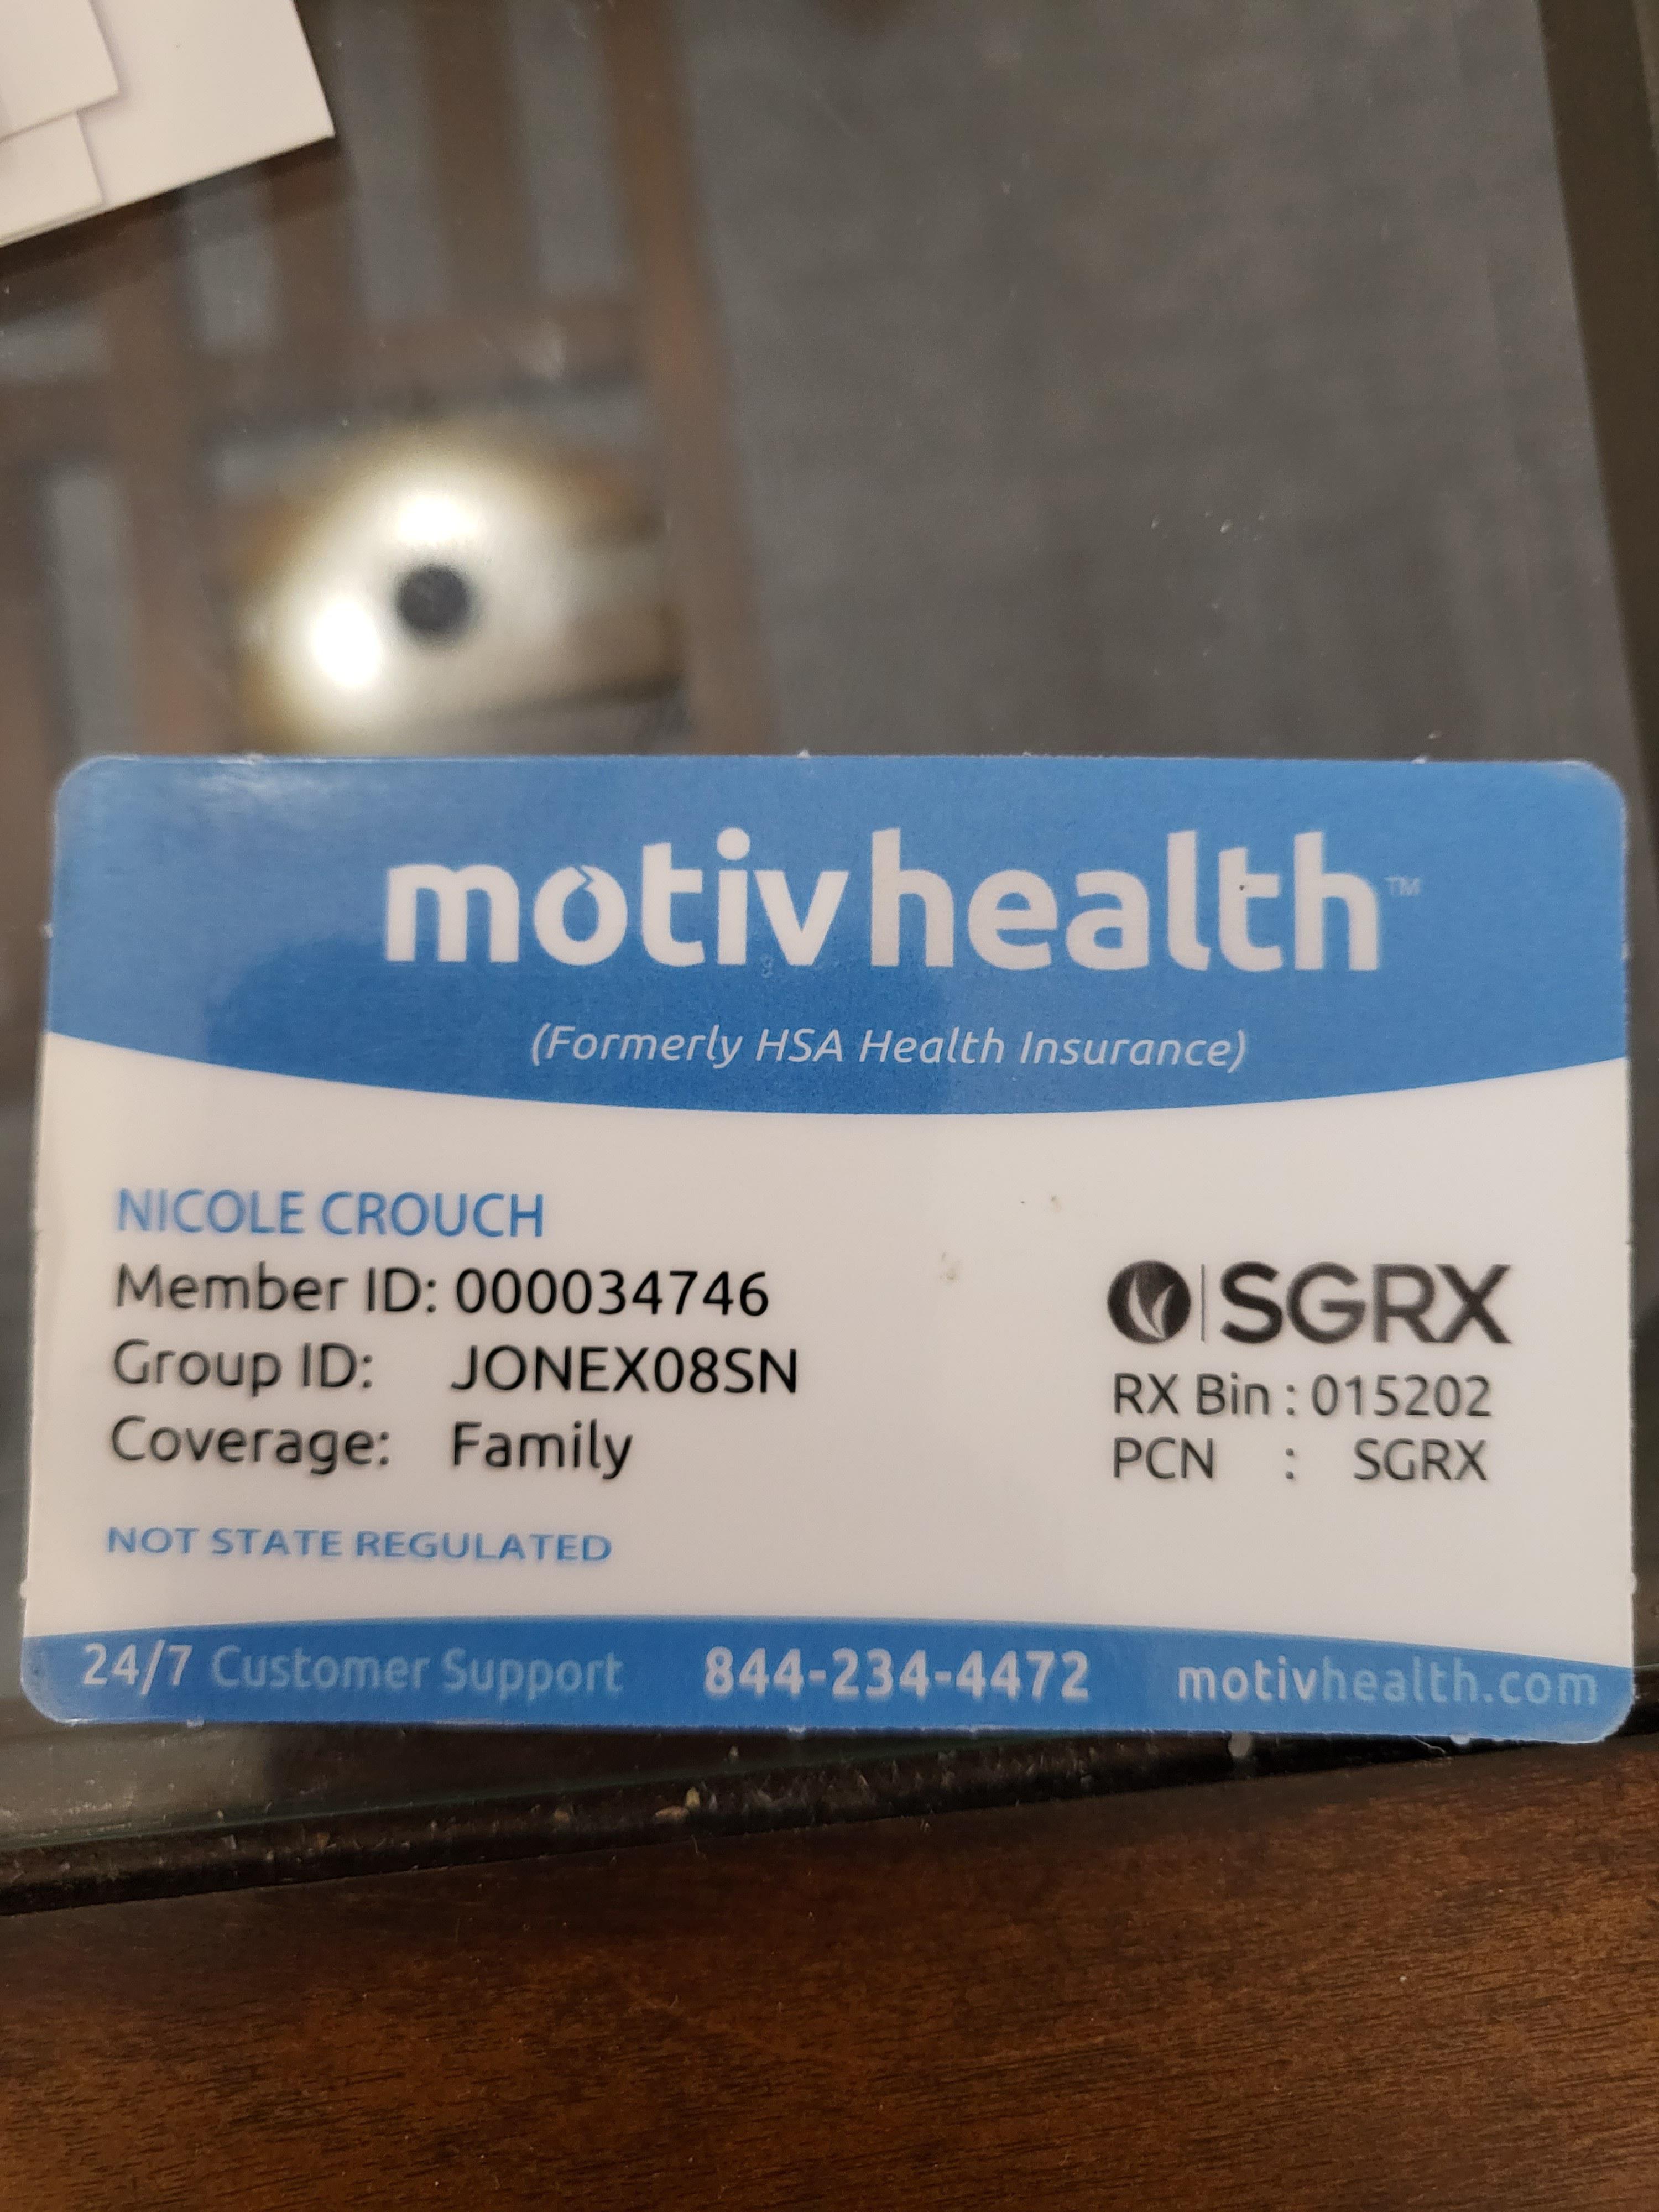 motivhealth™
(Formerly HSA Health Insurance)
NICOLE CROUCH
Member ID: 000034746
Group ID: JONEX08SN
Coverage: Family
NOT STATE REGULATED
SGRX
RX Bin : 015202
PCN : SGRX
24/7 Customer Support 844-234-4472 motivhealth.com